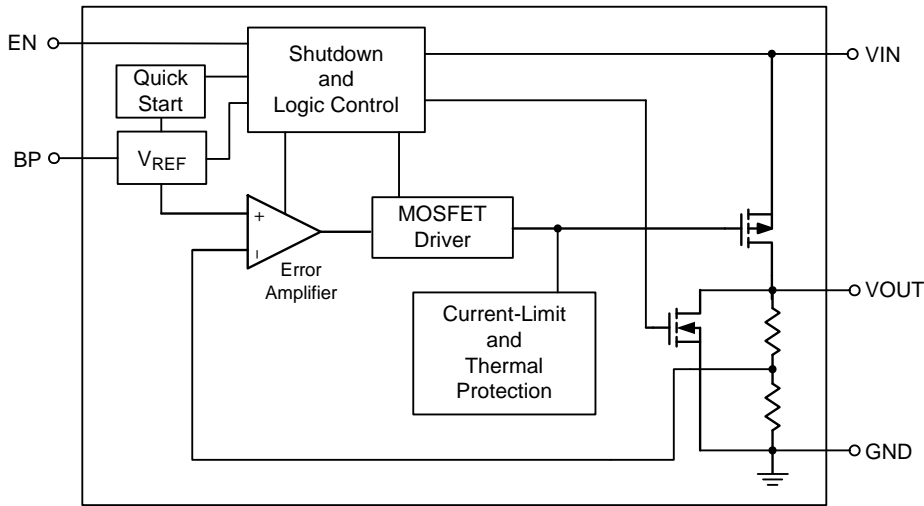 EN
Shutdown
and
Logic Control
VIN
Quick
Start
BP
VREF
+
–
MOSFET
Driver
Error
Amplifier
Current-Limit
and
Thermal
Protection
VOUT
GND